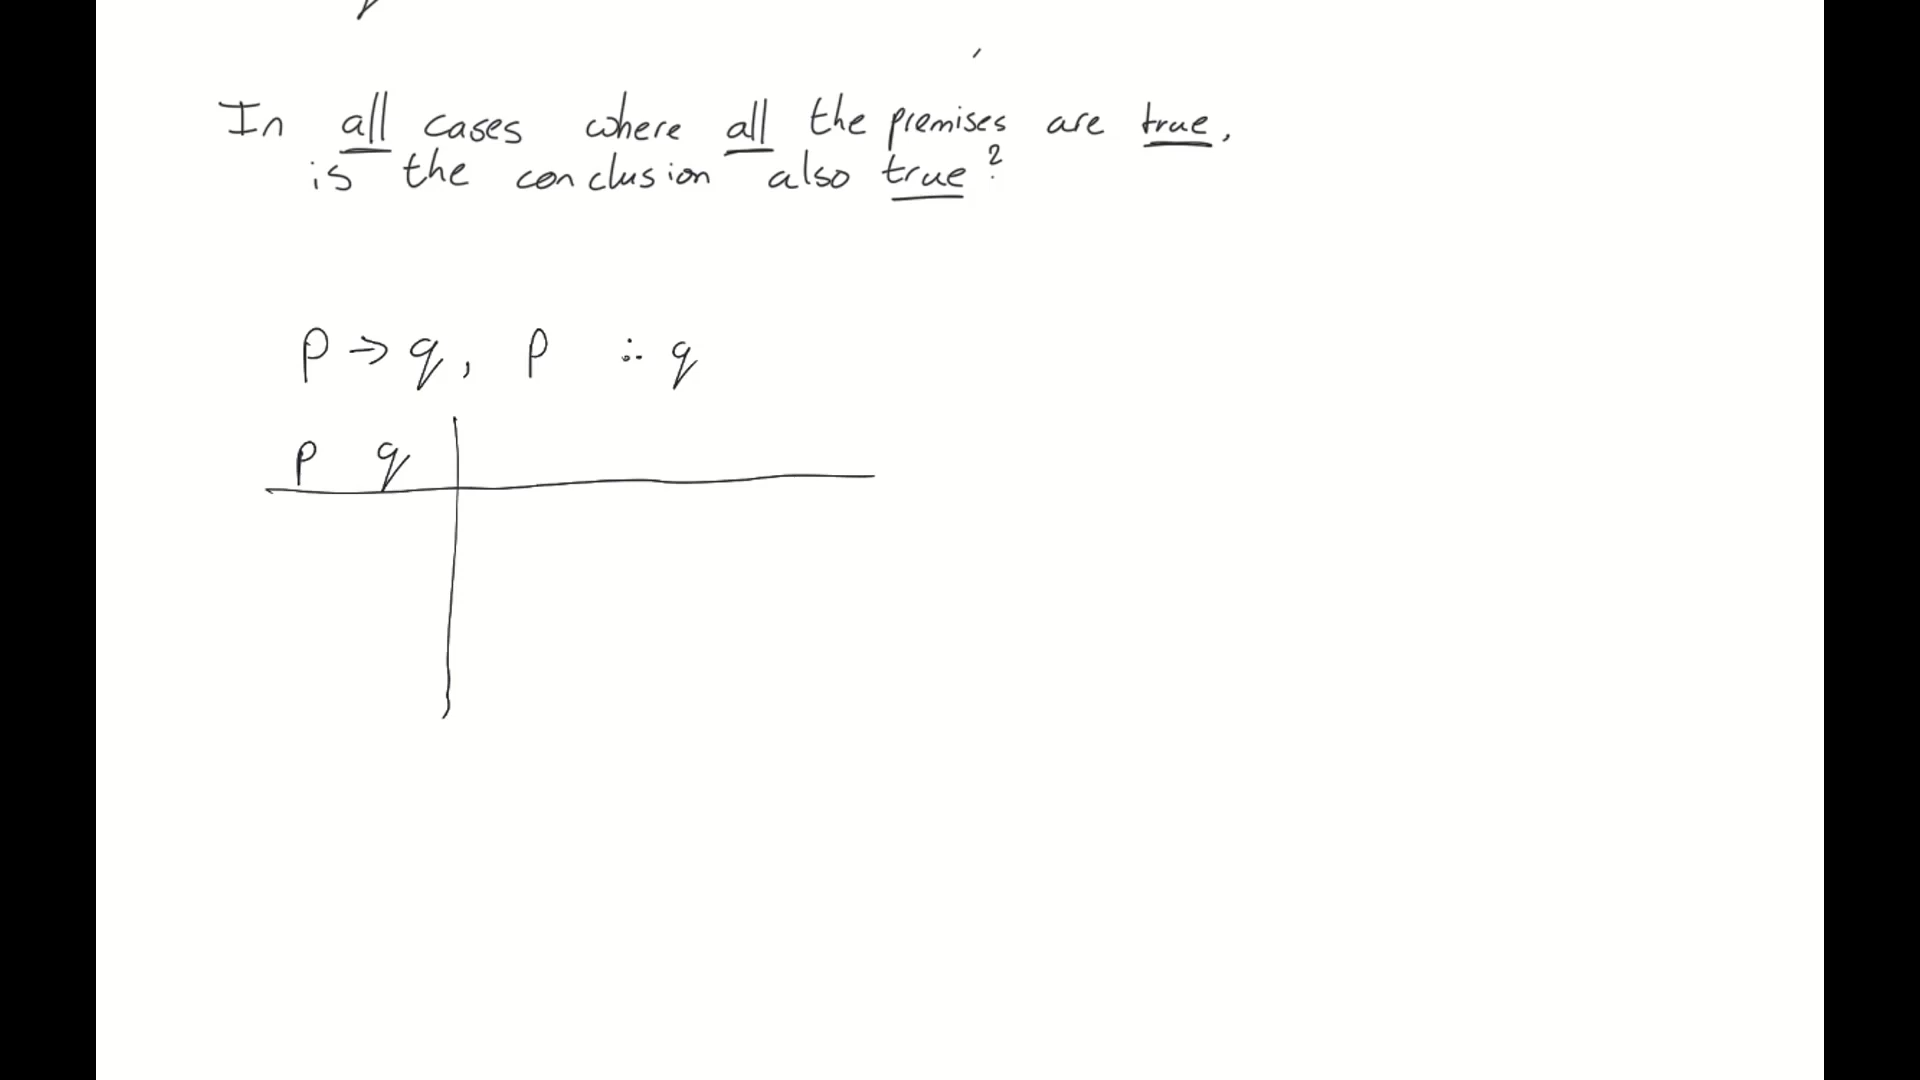 In all cases where all the premises are true,
is the conclusion also true?
p → q, p ∴ q
p q